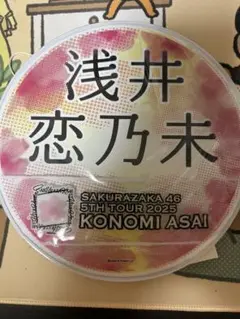 浅井
恋乃未
SAKURAZAKA 46
5TH TOUR 2025
KONOMI ASAI